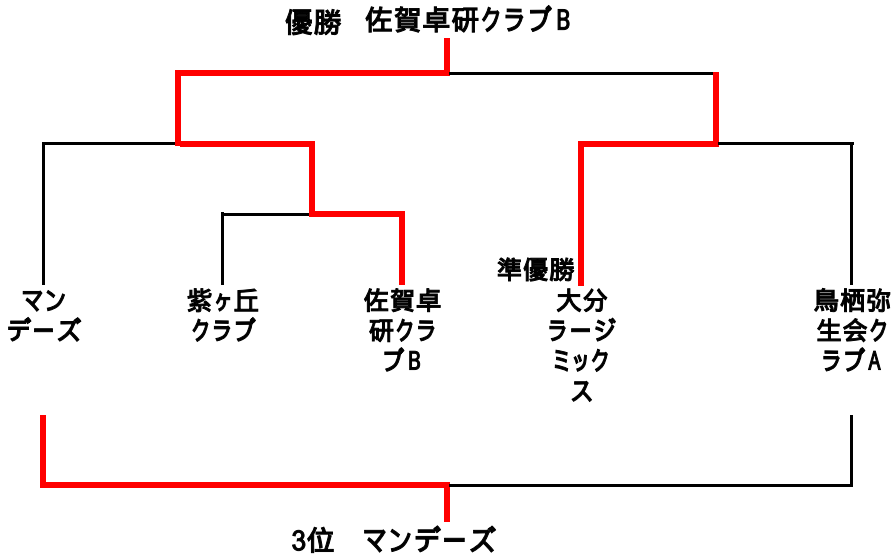 優勝　佐賀卓研クラブB
準優勝
マン
デーズ
紫ヶ丘
クラブ
佐賀卓
研クラ
ブB
大分
ラージ
ミック
ス
鳥栖弥
生会ク
ラブA
3位　マンデーズ